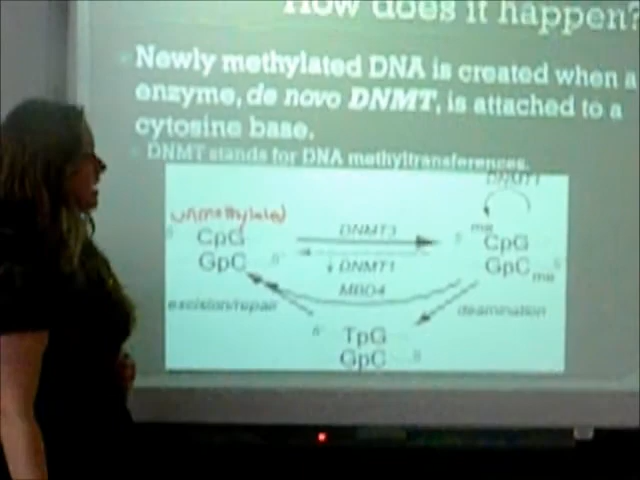 How does it happen?
Newly methylated DNA is created when a
enzyme, de novo DNMT, is attached to a
cytosine base.
DNMT stands for DNA methyltransferences.
DNMT1
unmethylated
CpG
GpC
DNMT3
DNMT1
MBD4
me
CpG
GpC me
excision/repair
deamination
TpG
GpC